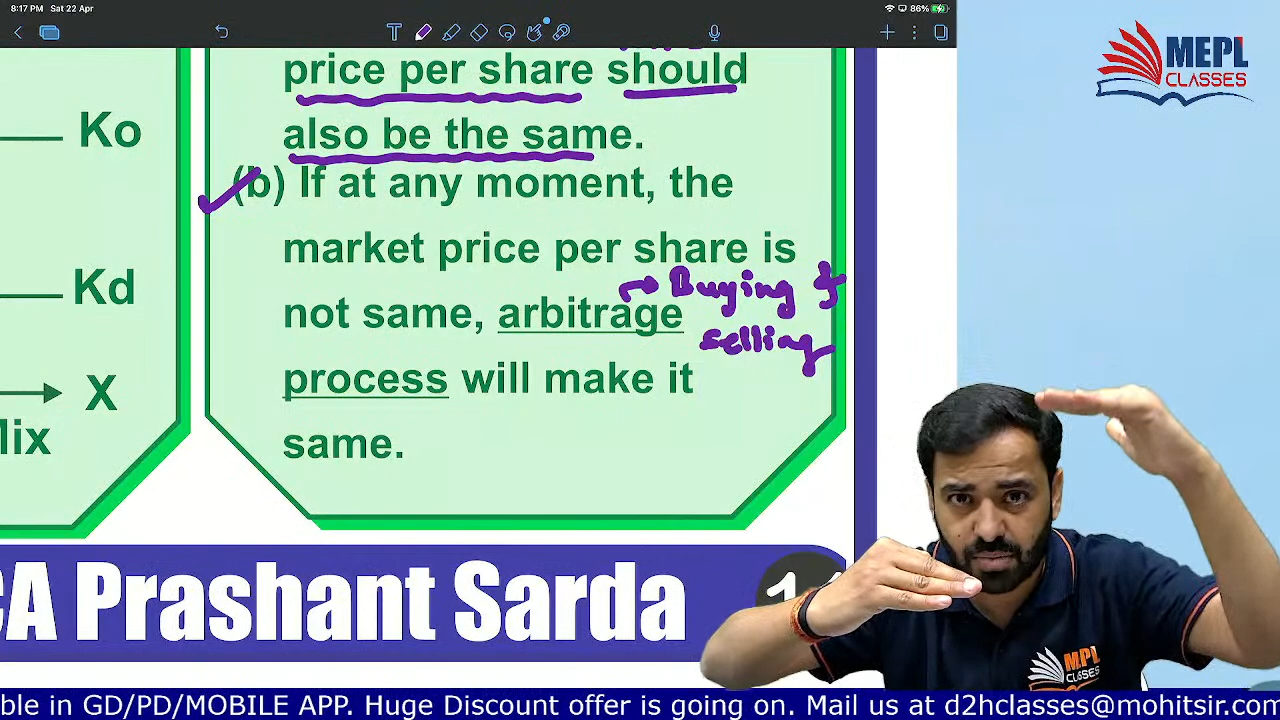 8:17 PM Sat 22 Apr
86%
T
MEPL
CLASSES
price per share should
also be the same.
Ko
(b) If at any moment, the
market price per share is
Buying &
Kd
not same, arbitrage
selling
process will make it
X
same.
Mix
CA Prashant Sarda
MEPL
CLASSES
ble in GD/PD/MOBILE APP. Huge Discount offer is going on. Mail us at d2hclasses@mohitsir.com